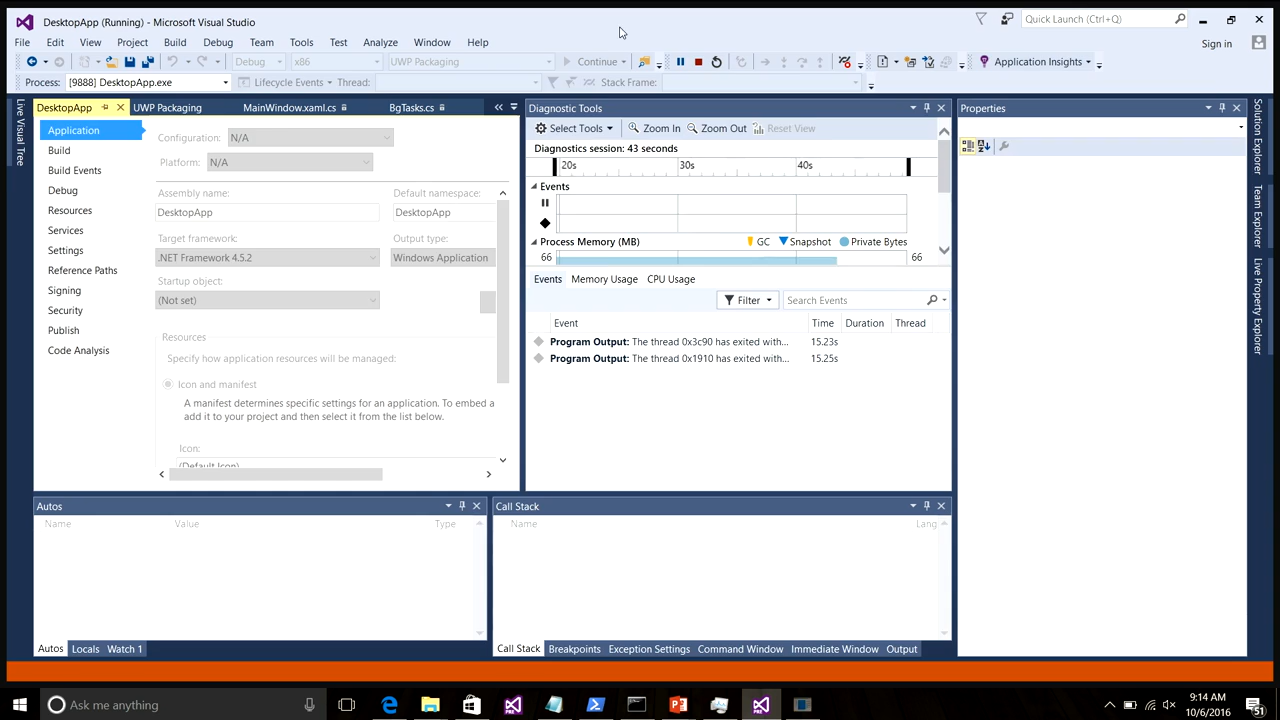 DesktopApp (Running) - Microsoft Visual Studio
Quick Launch (Ctrl+Q)
File Edit View Project Build Debug Team Tools Test Analyze Window Help
Sign in
Debug x86 UWP Packaging Continue Application Insights
Process: [9888] DesktopApp.exe Lifecycle Events Thread: Stack Frame:
Live Visual Tree
DesktopApp UWP Packaging MainWindow.xaml.cs BgTasks.cs
Application
Build
Build Events
Debug
Resources
Services
Settings
Reference Paths
Signing
Security
Publish
Code Analysis
Configuration: N/A
Platform: N/A
Assembly name: Default namespace:
DesktopApp DesktopApp
Target framework: Output type:
.NET Framework 4.5.2 Windows Application
Startup object:
(Not set)
Resources
Specify how application resources will be managed:
Icon and manifest
A manifest determines specific settings for an application. To embed a
add it to your project and then select it from the list below.
Icon:
(Default Icon)
Diagnostic Tools
Select Tools Zoom In Zoom Out Reset View
Diagnostics session: 43 seconds
20s 30s 40s
Events
Process Memory (MB) GC Snapshot Private Bytes
66 66
Events Memory Usage CPU Usage
Filter Search Events
Event Time Duration Thread
Program Output: The thread 0x3c90 has exited with... 15.23s
Program Output: The thread 0x1910 has exited with... 15.25s
Properties
Solution Explorer
Team Explorer
Live Property Explorer
Autos
Name Value Type
Autos Locals Watch 1
Call Stack
Name Lang
Call Stack Breakpoints Exception Settings Command Window Immediate Window Output
Ask me anything
9:14 AM
10/6/2016
51